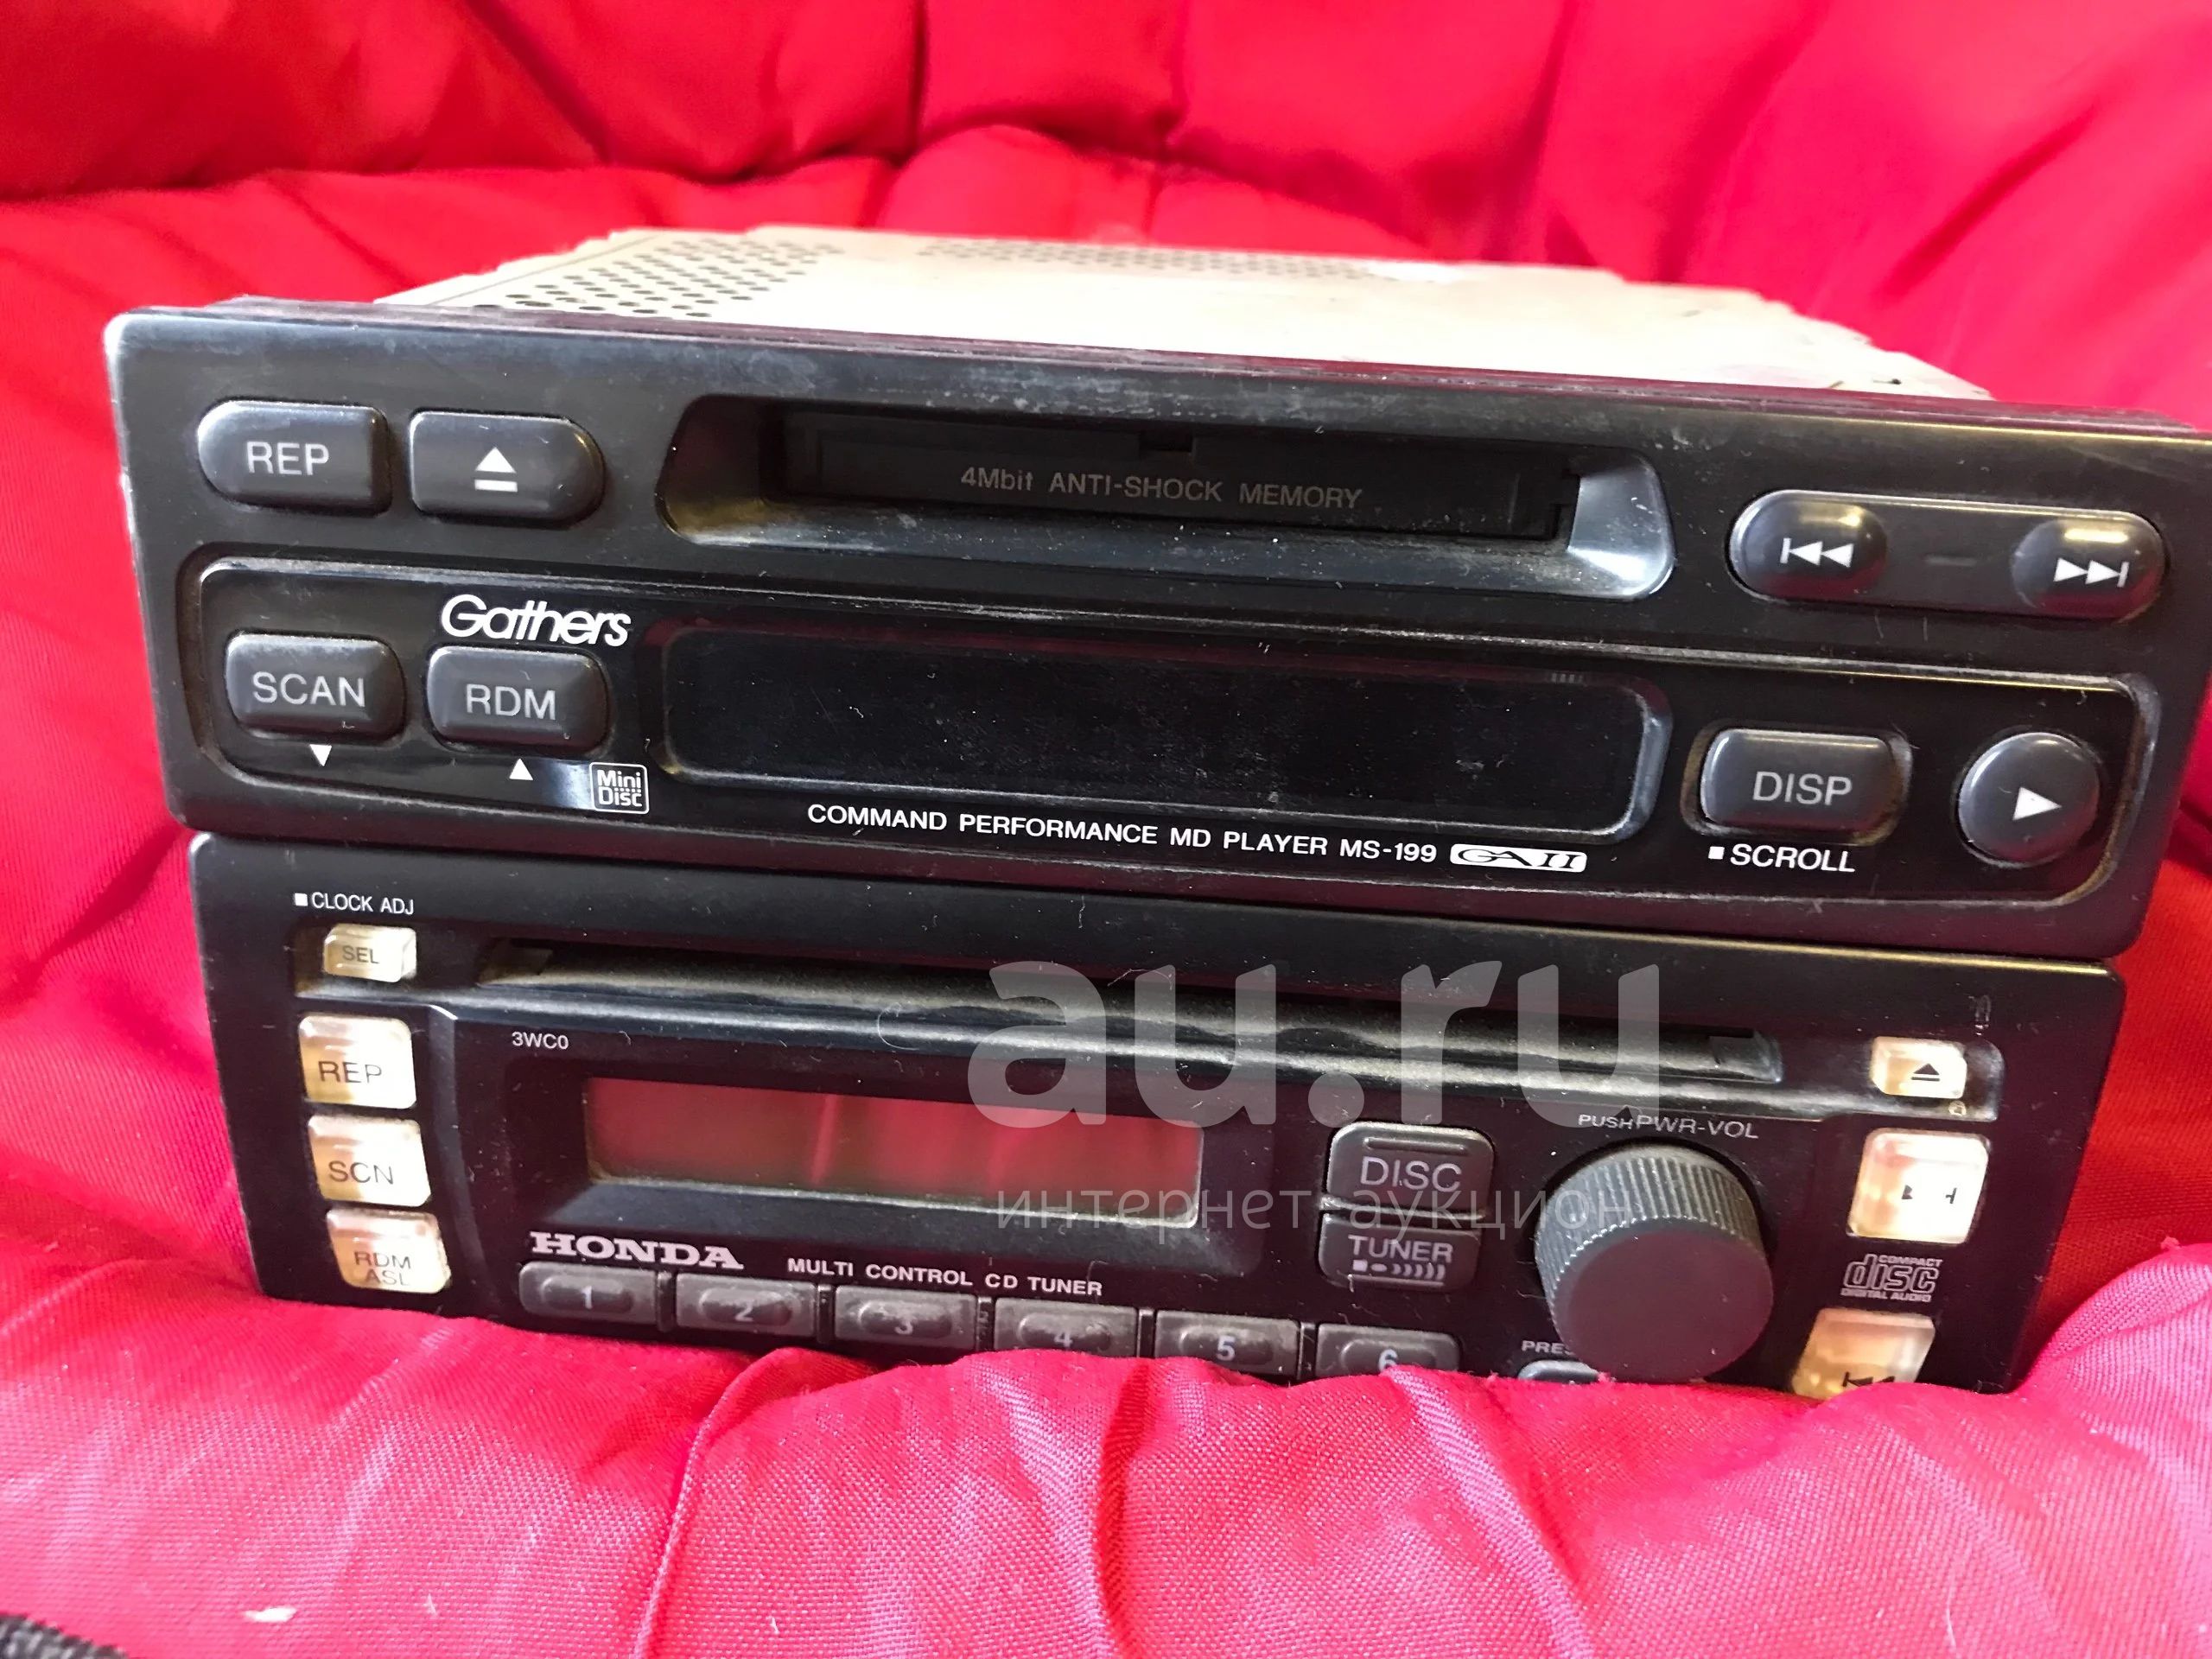 REP
4Mbit ANTI-SHOCK MEMORY
Gathers
SCAN
RDM
Mini
Disc
DISP
COMMAND PERFORMANCE MD PLAYER MS-199 GA II
SCROLL
CLOCK ADJ
SEL
3WC0
REP
PUSH PWR-VOL
SCN
DISC
TUNER
RDM
ASL
HONDA
MULTI CONTROL CD TUNER
COMPACT
disc
DIGITAL AUDIO
1 2 3 4 5 6
au.ru
интернет аукцион